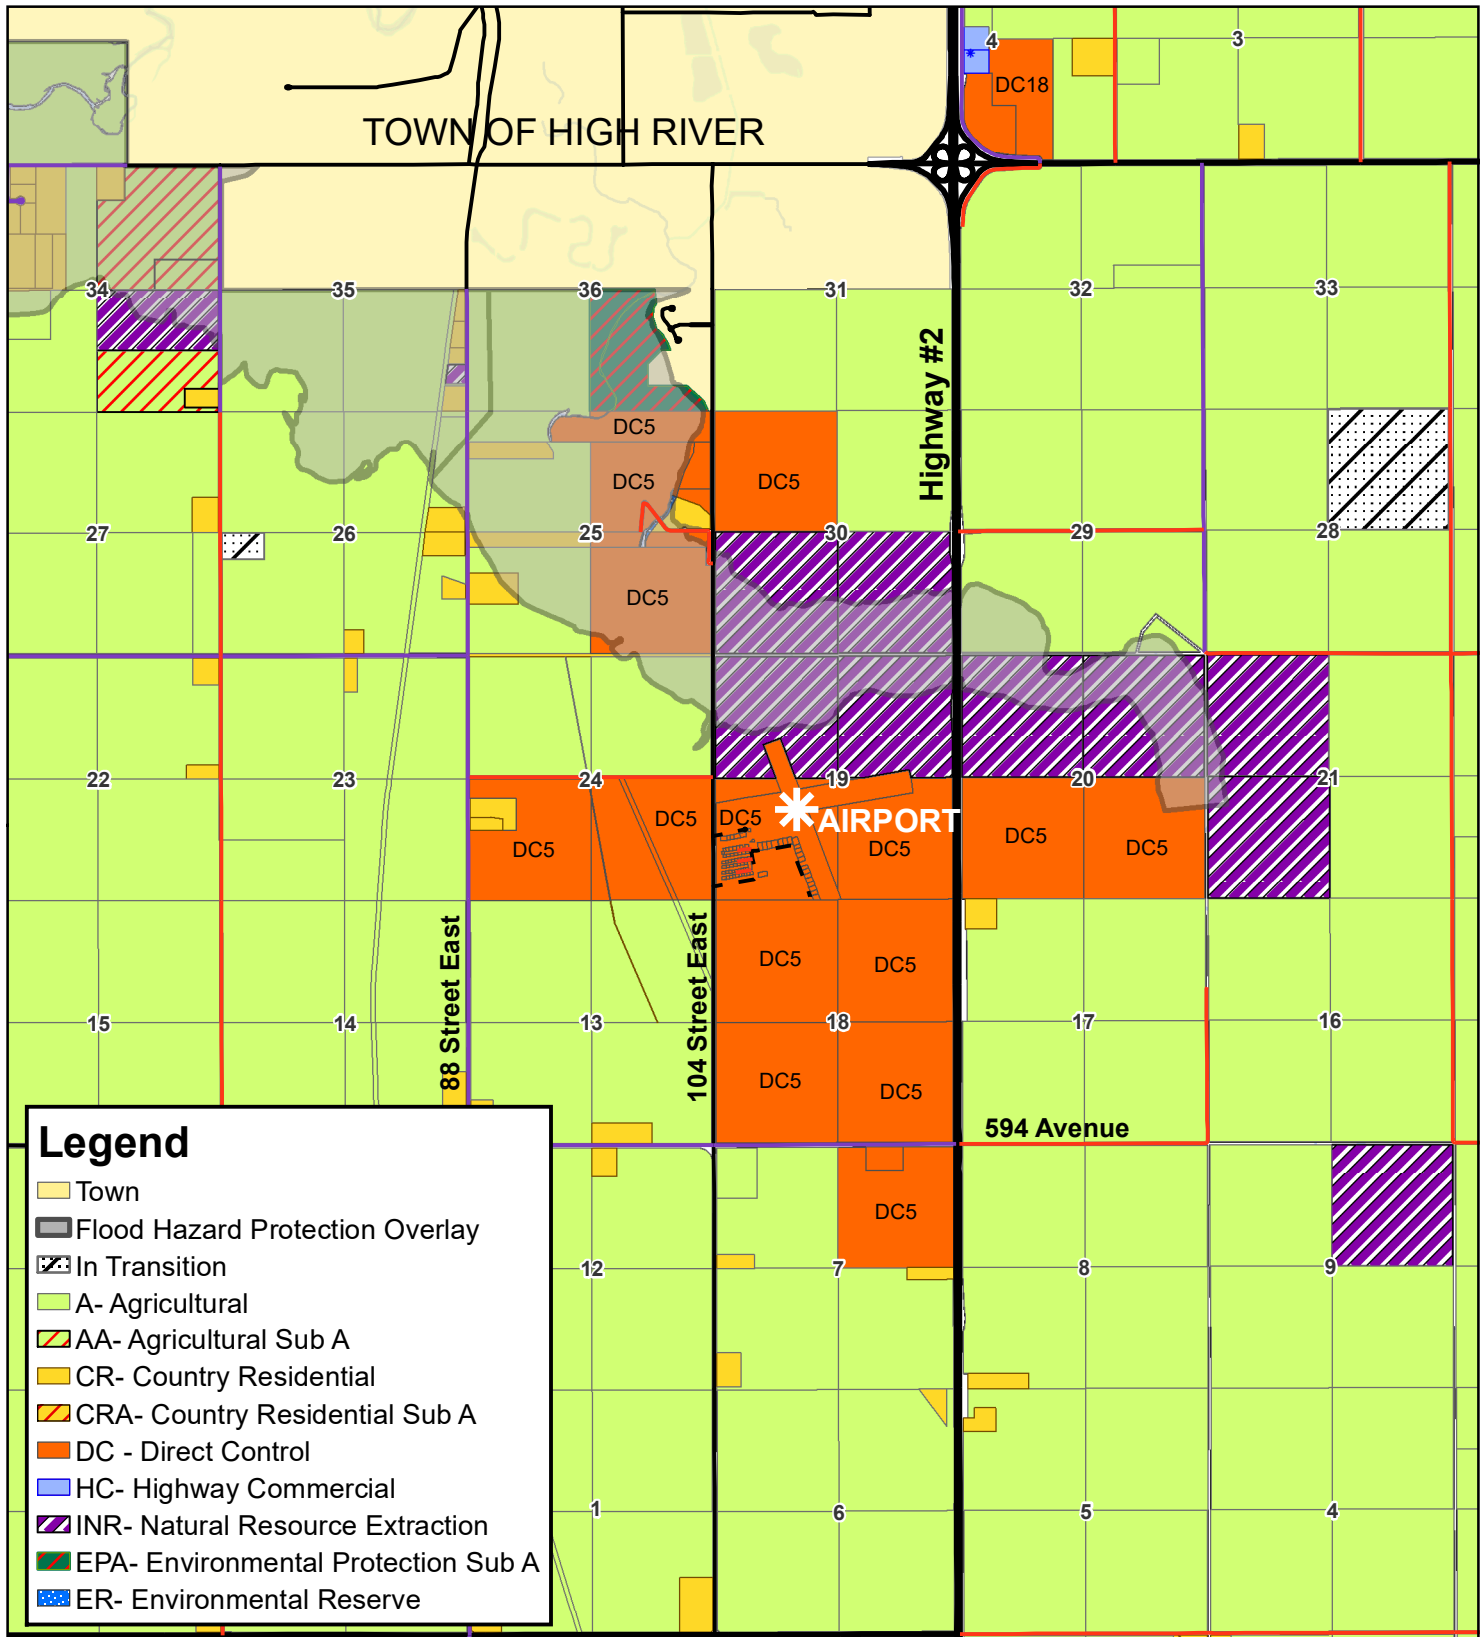 4
3
DC18
TOWN OF HIGH RIVER
34
35
36
31
32
33
Highway #2
DC5
DC5
DC5
27
26
25
30
29
28
DC5
22
23
24
19
20
21
DC5
DC5
DC5
AIRPORT
DC5
DC5
DC5
88 Street East
104 Street East
DC5
DC5
15
14
13
18
17
16
DC5
DC5
594 Avenue
DC5
12
7
8
9
1
6
5
4
Legend
Town
Flood Hazard Protection Overlay
In Transition
A- Agricultural
AA- Agricultural Sub A
CR- Country Residential
CRA- Country Residential Sub A
DC - Direct Control
HC- Highway Commercial
INR- Natural Resource Extraction
EPA- Environmental Protection Sub A
ER- Environmental Reserve